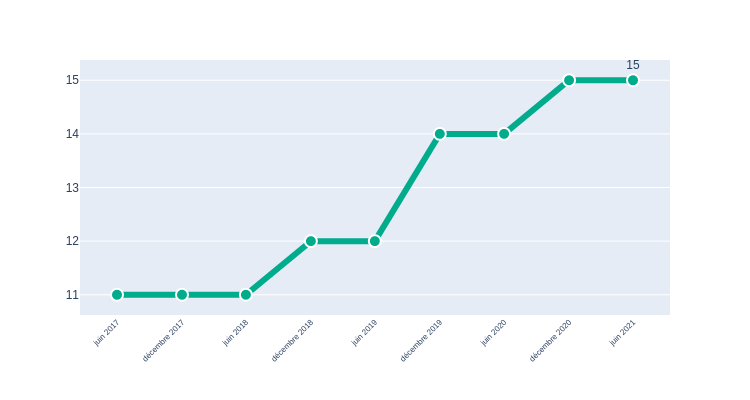 15
15
14
13
12
11
juin 2017
décembre 2017
juin 2018
décembre 2018
juin 2019
décembre 2019
juin 2020
décembre 2020
juin 2021